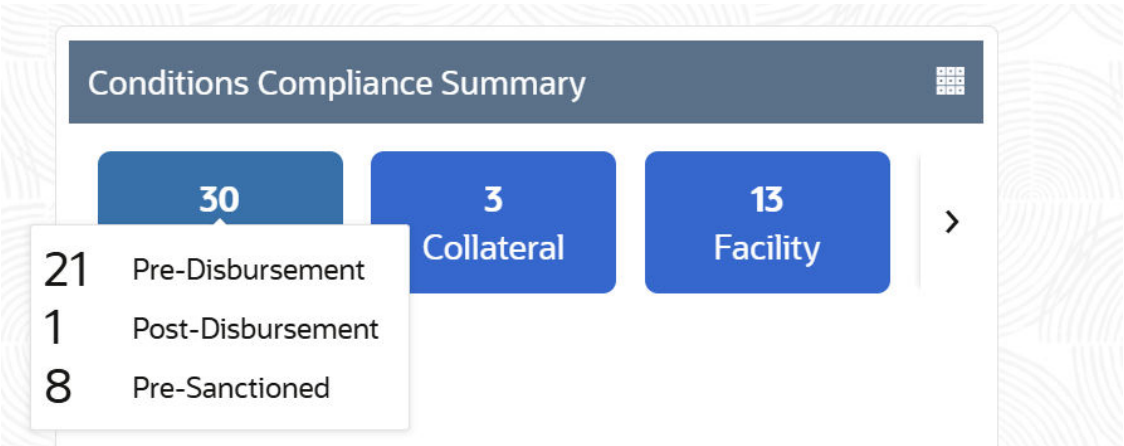 Conditions Compliance Summary
30
3
Collateral
13
Facility
21 Pre-Disbursement
1 Post-Disbursement
8 Pre-Sanctioned